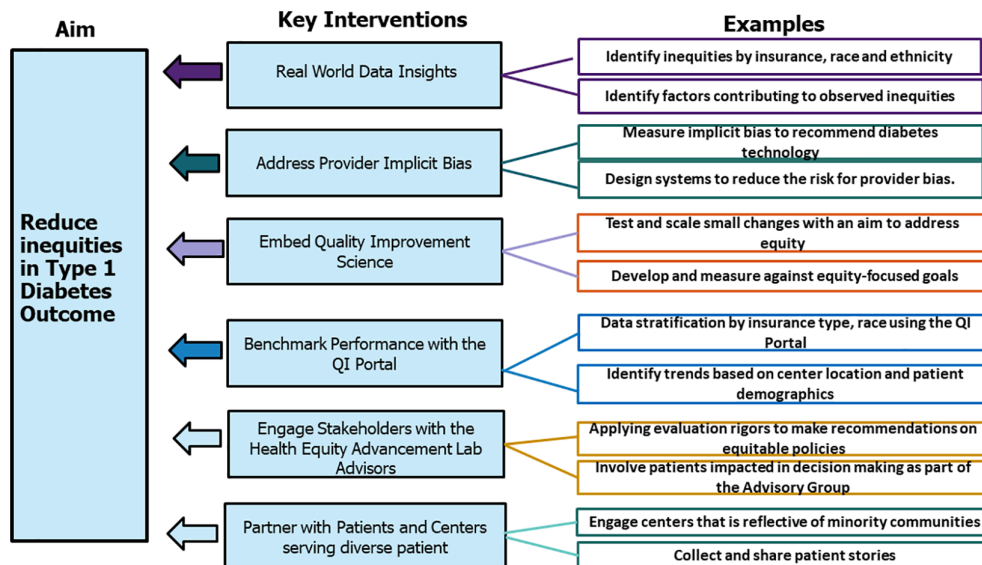 Aim
Key Interventions
Examples
Reduce
inequities
in Type 1
Diabetes
Outcome
Real World Data Insights
Identify inequities by insurance, race and ethnicity
Identify factors contributing to observed inequities
Address Provider Implicit Bias
Measure implicit bias to recommend diabetes
technology
Design systems to reduce the risk for provider bias.
Embed Quality Improvement
Science
Test and scale small changes with an aim to address
equity
Develop and measure against equity-focused goals
Benchmark Performance with the
QI Portal
Data stratification by insurance type, race using the QI
Portal
Identify trends based on center location and patient
demographics
Engage Stakeholders with the
Health Equity Advancement Lab
Advisors
Applying evaluation rigors to make recommendations on
equitable policies
Involve patients impacted in decision making as part of
the Advisory Group
Partner with Patients and Centers
serving diverse patient
Engage centers that is reflective of minority communities
Collect and share patient stories